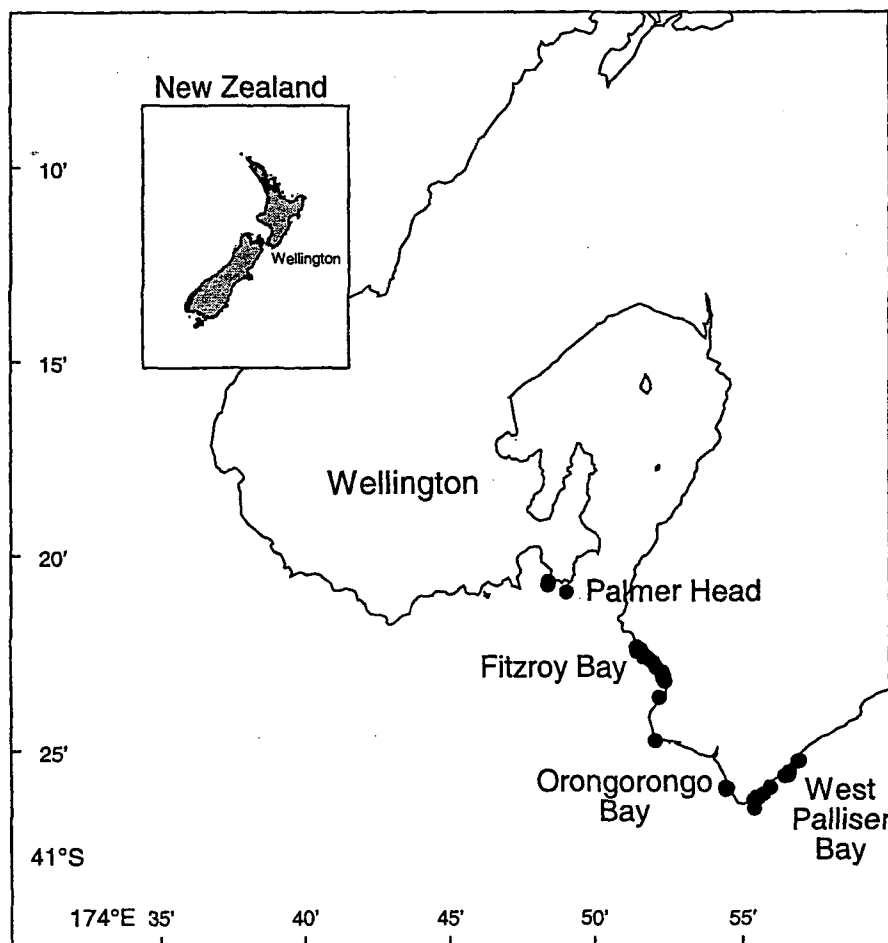 New Zealand
Wellington
10'
15'
Wellington
20'
Palmer Head
Fitzroy Bay
25'
Orongorongo
Bay
West
Palliser
Bay
41°S
174°E 35' 40' 45' 50' 55'